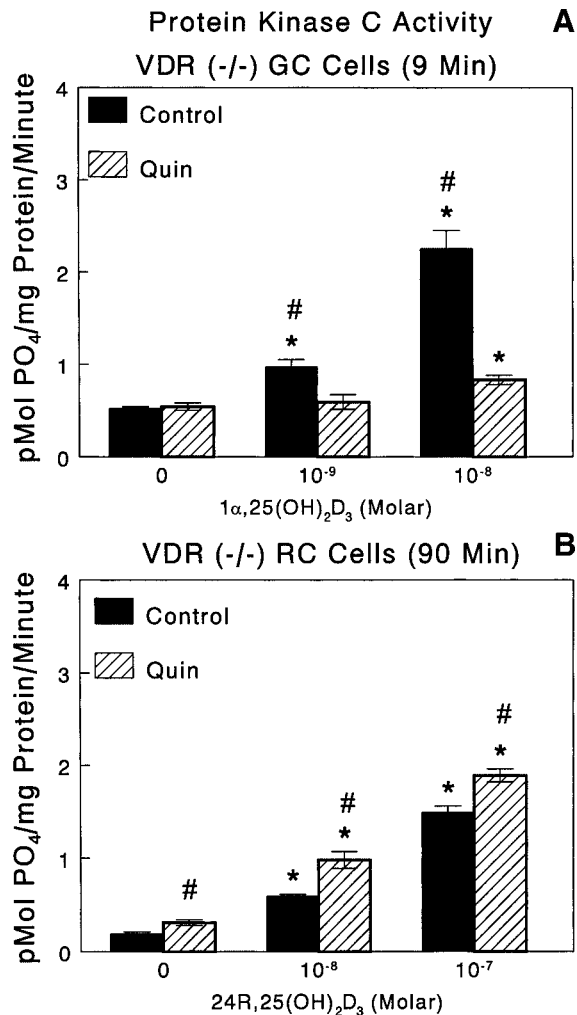 Protein Kinase C Activity A
VDR (-/-) GC Cells (9 Min)
pMol PO₄/mg Protein/Minute
4
3
2
1
0
Control
Quin
#
*
#
*
*
0 10⁻⁹ 10⁻⁸
1α,25(OH)₂D₃ (Molar)
VDR (-/-) RC Cells (90 Min) B
pMol PO₄/mg Protein/Minute
4
3
2
1
0
Control
Quin
#
*
#
*
*
*
#
0 10⁻⁸ 10⁻⁷
24R,25(OH)₂D₃ (Molar)